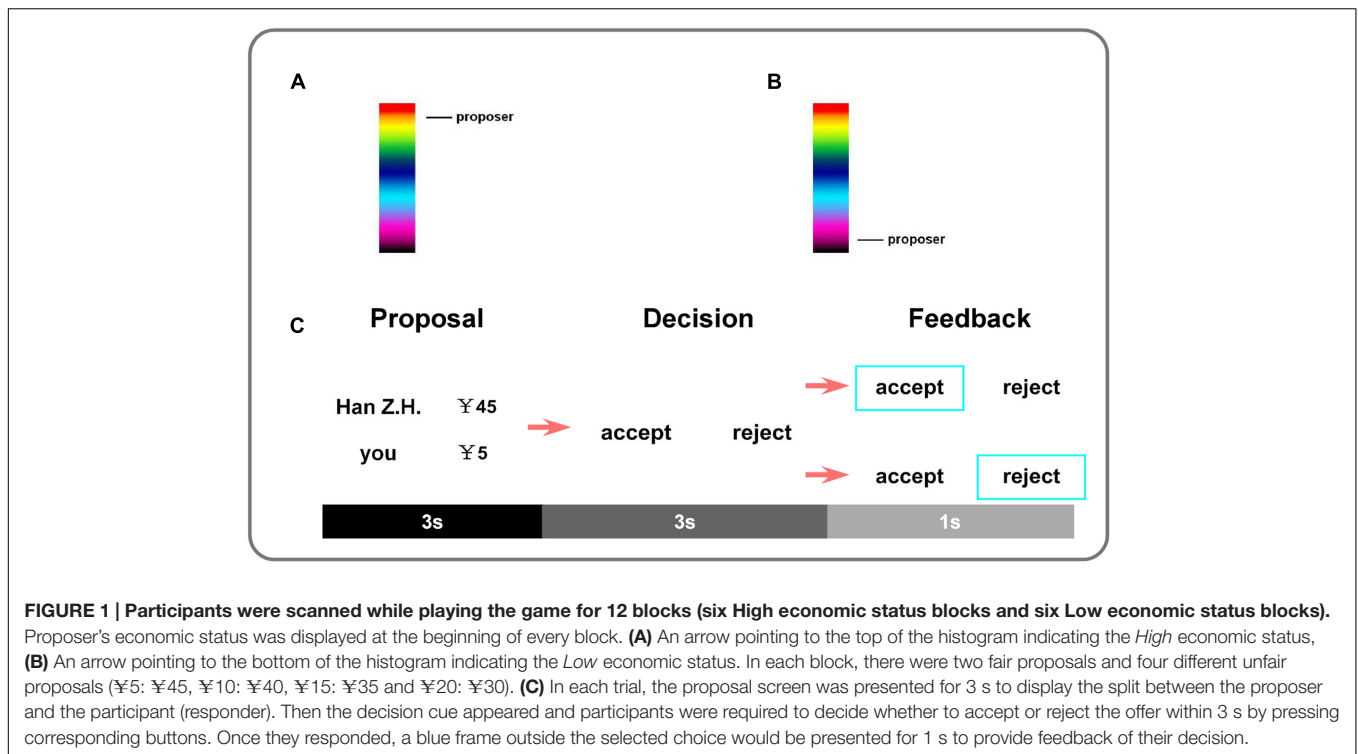 A
B
proposer
proposer
C
Proposal Decision Feedback
accept reject
Han Z.H. ¥45
accept reject
you ¥5
accept reject
3s 3s 1s
FIGURE 1 | Participants were scanned while playing the game for 12 blocks (six High economic status blocks and six Low economic status blocks).
Proposer's economic status was displayed at the beginning of every block. (A) An arrow pointing to the top of the histogram indicating the High economic status,
(B) An arrow pointing to the bottom of the histogram indicating the Low economic status. In each block, there were two fair proposals and four different unfair
proposals (¥5: ¥45, ¥10: ¥40, ¥15: ¥35 and ¥20: ¥30). (C) In each trial, the proposal screen was presented for 3 s to display the split between the proposer
and the participant (responder). Then the decision cue appeared and participants were required to decide whether to accept or reject the offer within 3 s by pressing
corresponding buttons. Once they responded, a blue frame outside the selected choice would be presented for 1 s to provide feedback of their decision.